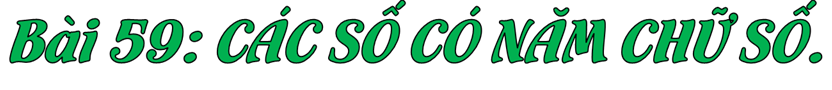 Bài 59: CÁC SỐ CÓ NĂM CHỮ SỐ.